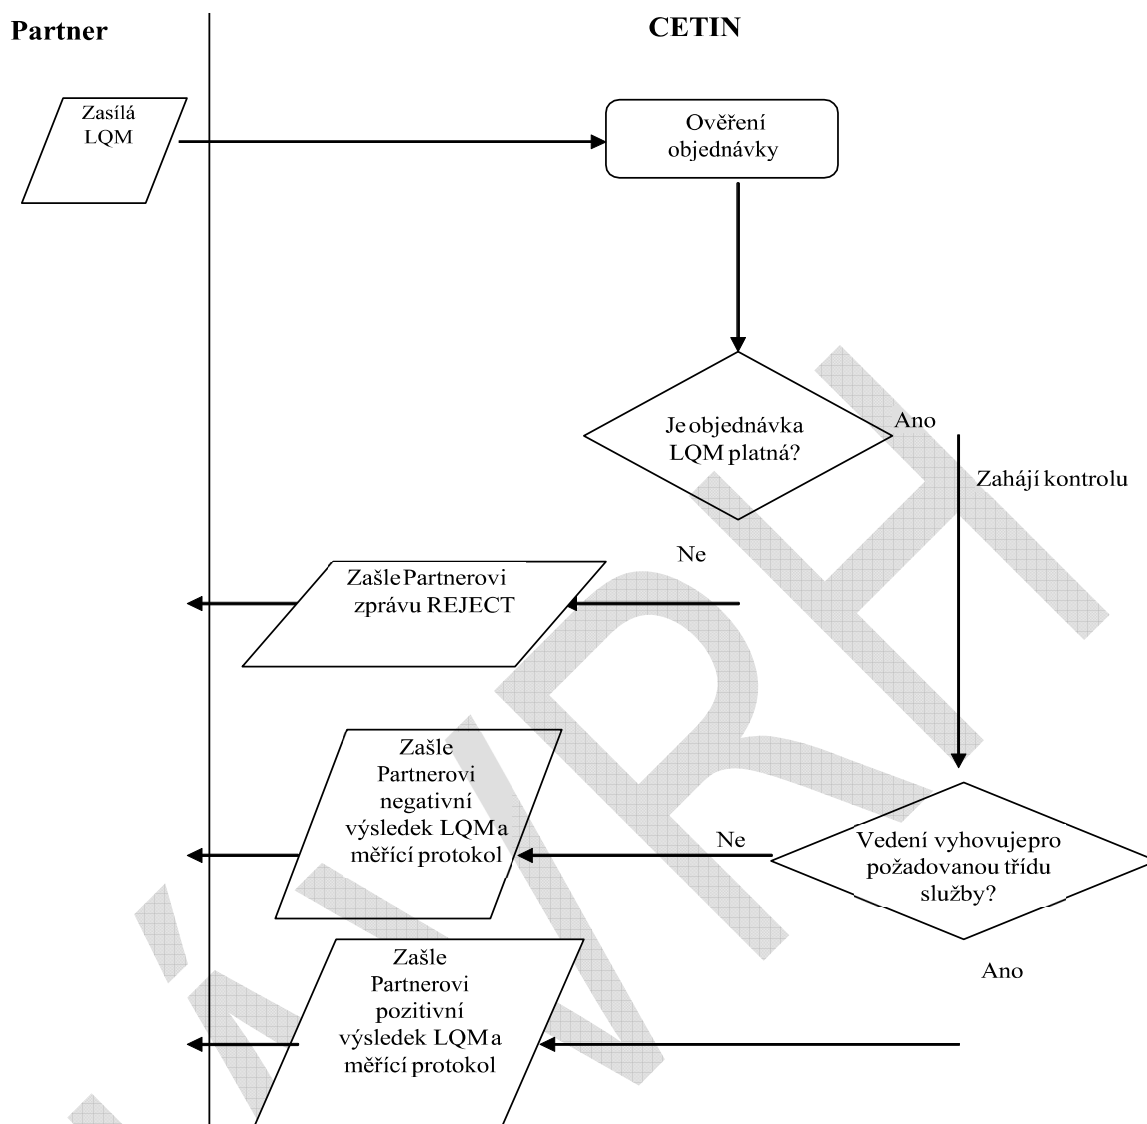 Partner
CETIN
Zasílá
LQM
Ověření
objednávky
Je objednávka
LQM platná?
Ano
Zahájí kontrolu
Ne
Zašle Partnerovi
zprávu REJECT
Zašle
Partnerovi
negativní
výsledek LQM a
měřící protokol
Ne
Vedení vyhovuje pro
požadovanou třídu
služby?
Ano
Zašle
Partnerovi
pozitivní
výsledek LQM a
měřící protokol
NÁVRH